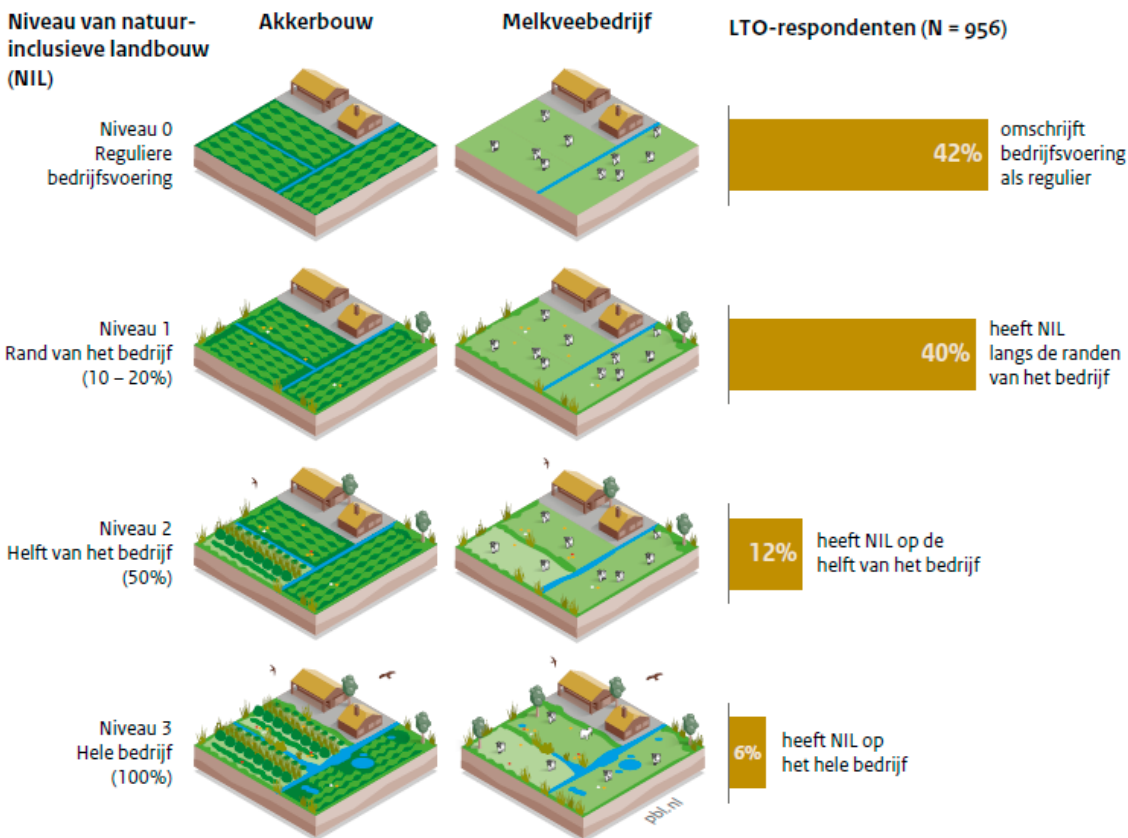 Niveau van natuur-
inclusieve landbouw
(NIL)
Akkerbouw
Melkveebedrijf
LTO-respondenten (N = 956)
Niveau 0
Reguliere
bedrijfsvoering
42%
omschrijft
bedrijfsvoering
als regulier
Niveau 1
Rand van het bedrijf
(10 – 20%)
40%
heeft NIL
langs de randen
van het bedrijf
Niveau 2
Helft van het bedrijf
(50%)
12%
heeft NIL op de
helft van het bedrijf
Niveau 3
Hele bedrijf
(100%)
6%
heeft NIL op
het hele bedrijf
pbl.nl